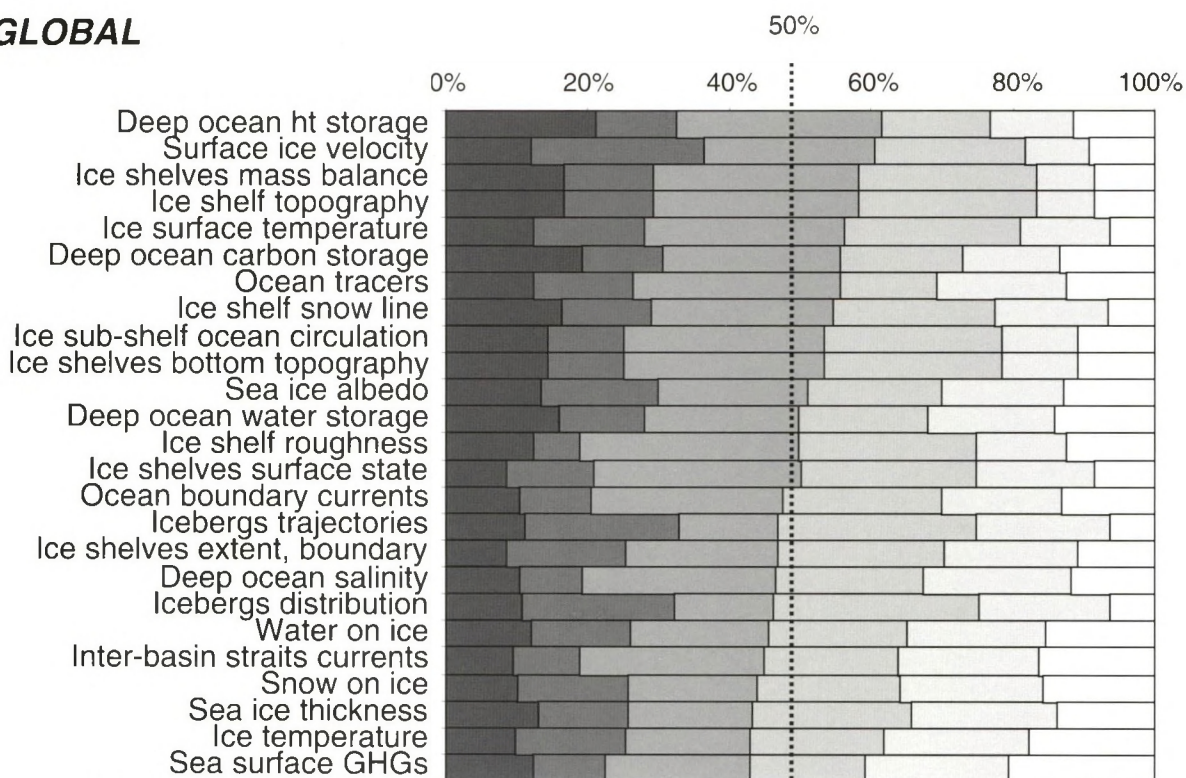 GLOBAL
50%
0% 20% 40% 60% 80% 100%
Deep ocean ht storage
Surface ice velocity
Ice shelves mass balance
Ice shelf topography
Ice surface temperature
Deep ocean carbon storage
Ocean tracers
Ice shelf snow line
Ice sub-shelf ocean circulation
Ice shelves bottom topography
Sea ice albedo
Deep ocean water storage
Ice shelf roughness
Ice shelves surface state
Ocean boundary currents
Icebergs trajectories
Ice shelves extent, boundary
Deep ocean salinity
Icebergs distribution
Water on ice
Inter-basin straits currents
Snow on ice
Sea ice thickness
Ice temperature
Sea surface GHGs